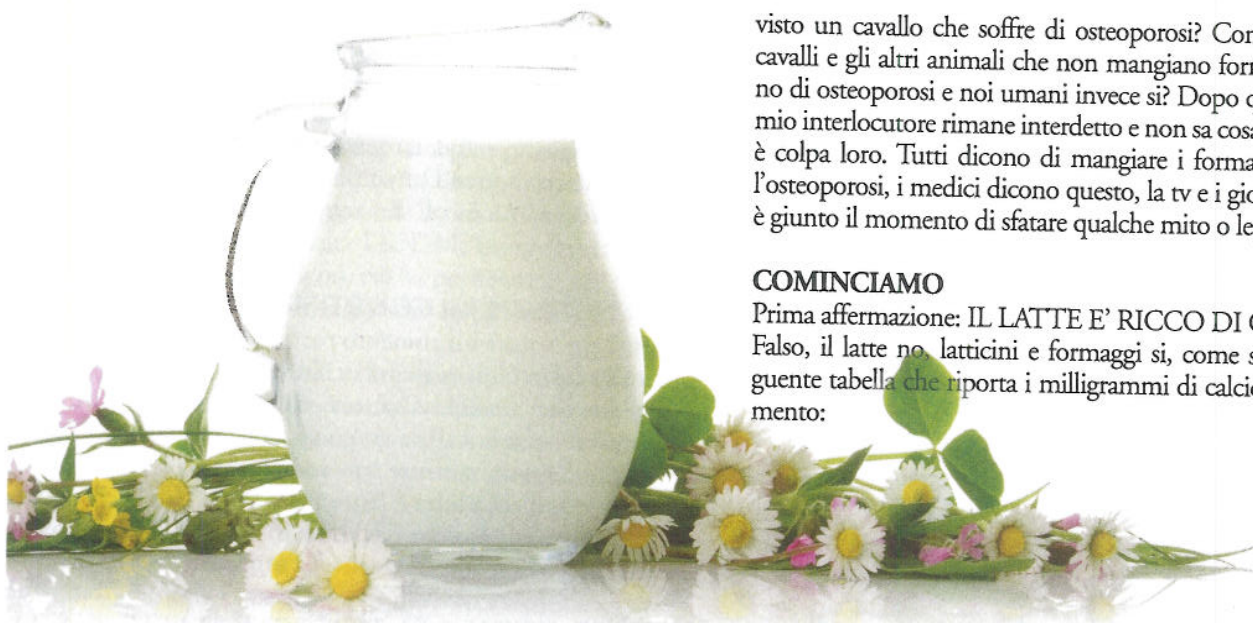 visto un cavallo che soffre di osteoporosi? Com
cavalli e gli altri animali che non mangiano form
no di osteoporosi e noi umani invece si? Dopo q
mio interlocutore rimane interdetto e non sa cosa
è colpa loro. Tutti dicono di mangiare i forma
l'osteoporosi, i medici dicono questo, la tv e i gio
è giunto il momento di sfatare qualche mito o le
COMINCIAMO
Prima affermazione: IL LATTE E' RICCO DI C
Falso, il latte no, latticini e formaggi si, come s
guente tabella che riporta i milligrammi di calcio
mento: